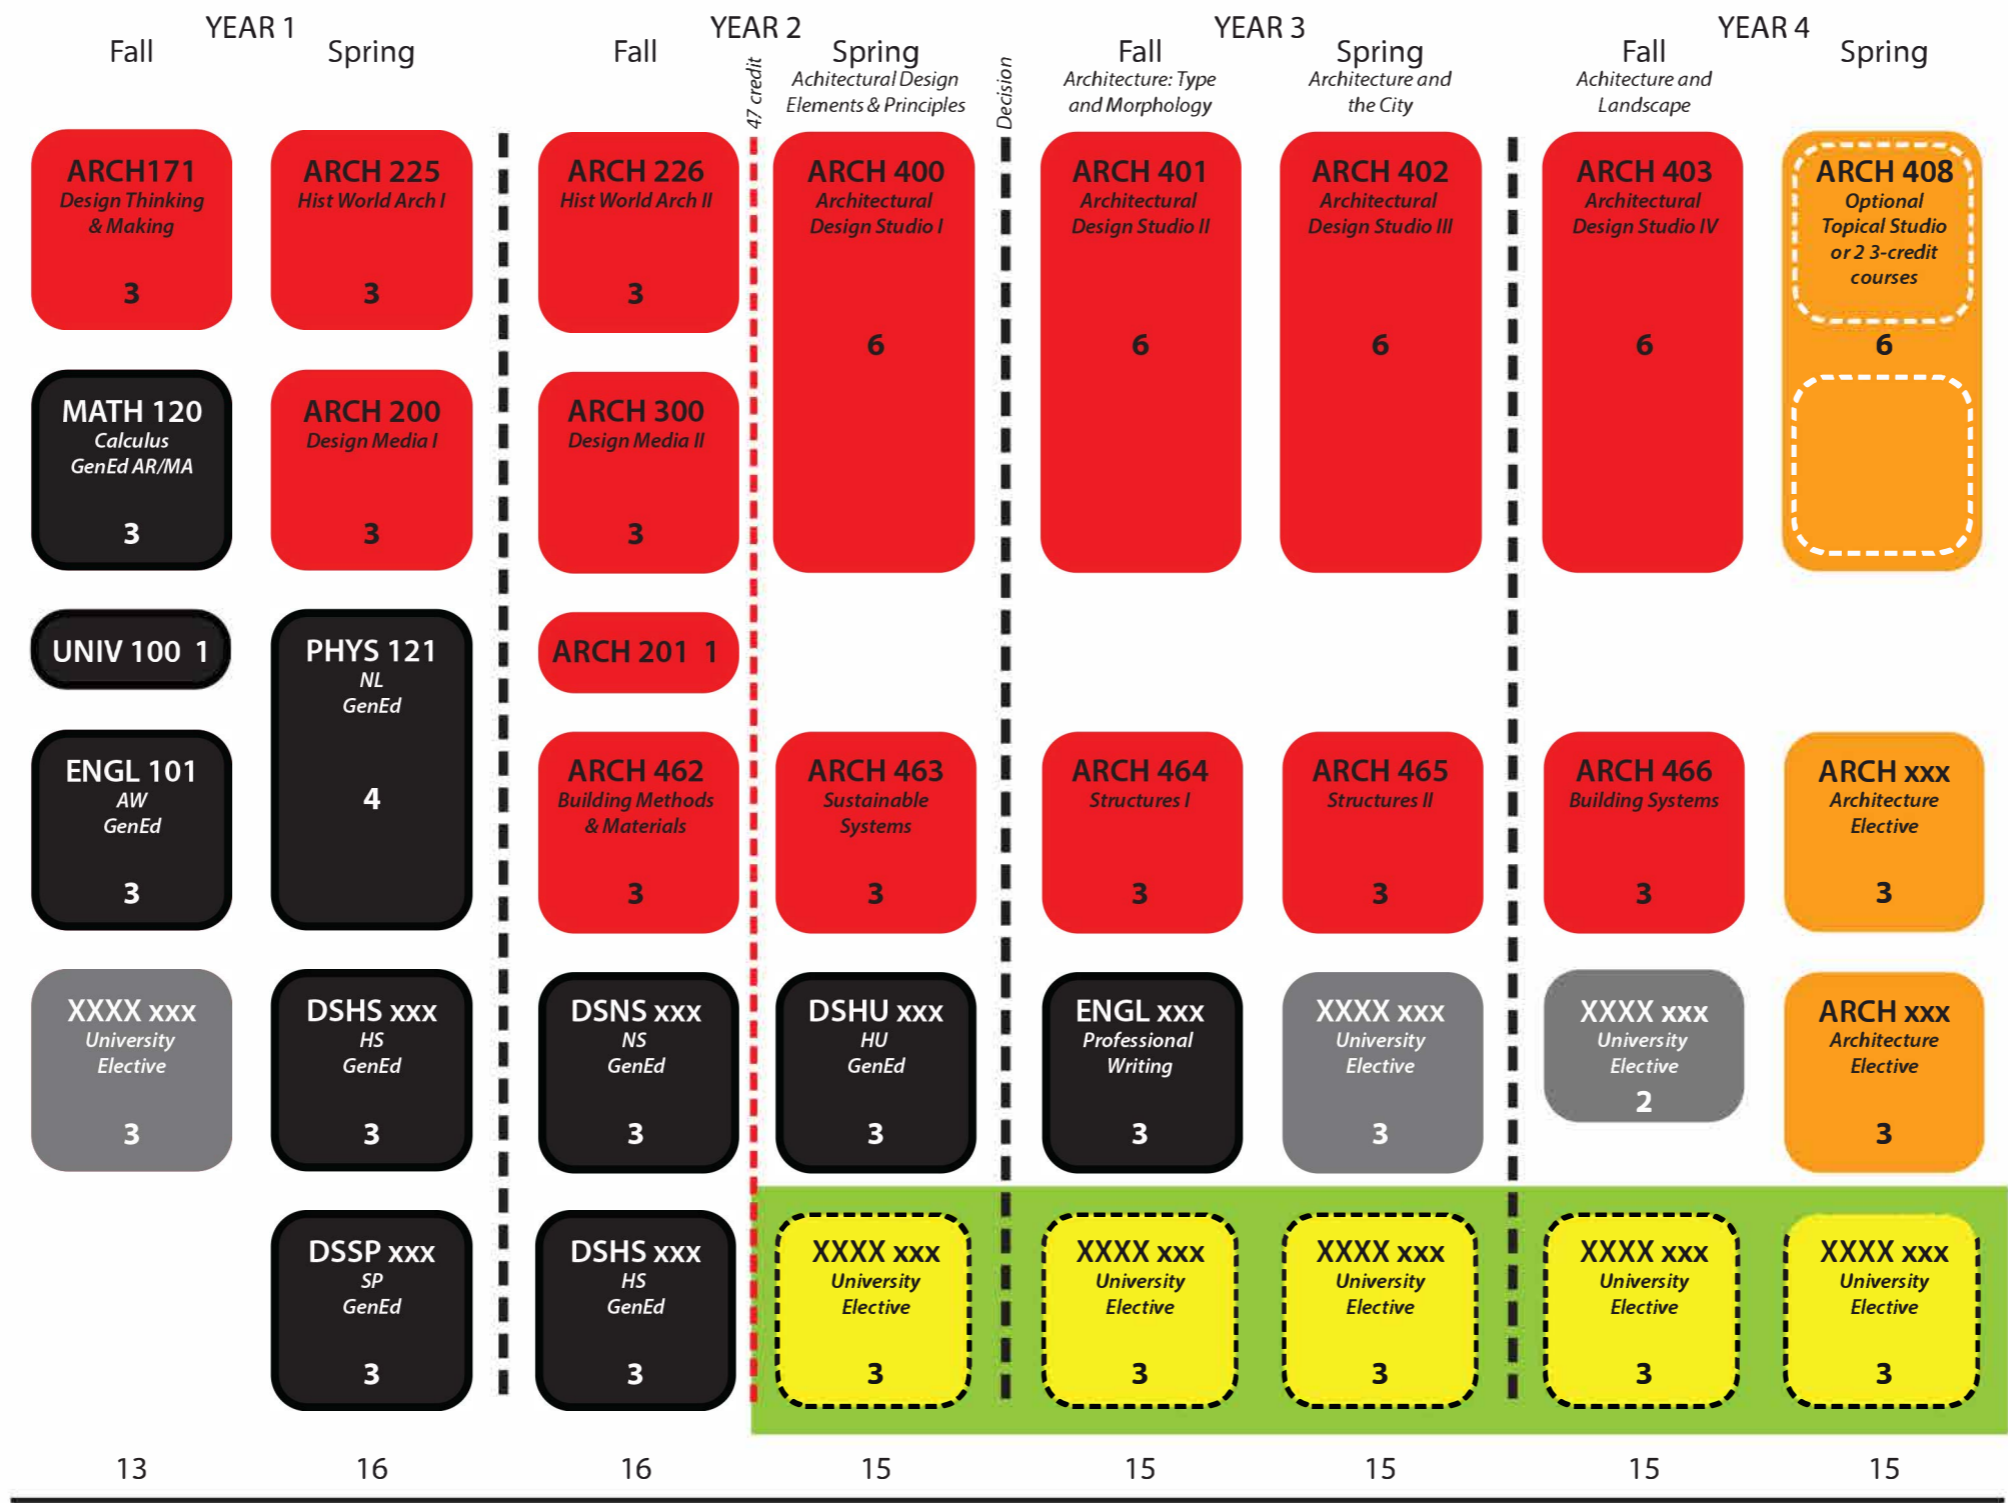 YEAR 1
Fall
Spring
YEAR 2
Fall
Spring
Achitectural Design
Elements & Principles
47 credit
Decision
YEAR 3
Fall
Architecture: Type
and Morphology
Spring
Architecture and
the City
YEAR 4
Fall
Achitecture and
Landscape
Spring
ARCH171
Design Thinking
& Making
3
ARCH 225
Hist World Arch I
3
ARCH 226
Hist World Arch II
3
ARCH 400
Architectural
Design Studio I
6
ARCH 401
Architectural
Design Studio II
6
ARCH 402
Architectural
Design Studio III
6
ARCH 403
Architectural
Design Studio IV
6
ARCH 408
Optional
Topical Studio
or 2 3-credit
courses
6
MATH 120
Calculus
GenEd AR/MA
3
ARCH 200
Design Media I
3
ARCH 300
Design Media II
3
UNIV 100 1
PHYS 121
NL
GenEd
4
ARCH 201 1
ENGL 101
AW
GenEd
3
ARCH 462
Building Methods
& Materials
3
ARCH 463
Sustainable
Systems
3
ARCH 464
Structures I
3
ARCH 465
Structures II
3
ARCH 466
Building Systems
3
ARCH xxx
Architecture
Elective
3
XXXX xxx
University
Elective
3
DSHS xxx
HS
GenEd
3
DSNS xxx
NS
GenEd
3
DSHU xxx
HU
GenEd
3
ENGL xxx
Professional
Writing
3
XXXX xxx
University
Elective
3
XXXX xxx
University
Elective
2
ARCH xxx
Architecture
Elective
3
DSSP xxx
SP
GenEd
3
DSHS xxx
HS
GenEd
3
XXXX xxx
University
Elective
3
XXXX xxx
University
Elective
3
XXXX xxx
University
Elective
3
XXXX xxx
University
Elective
3
XXXX xxx
University
Elective
3
13
16
16
15
15
15
15
15